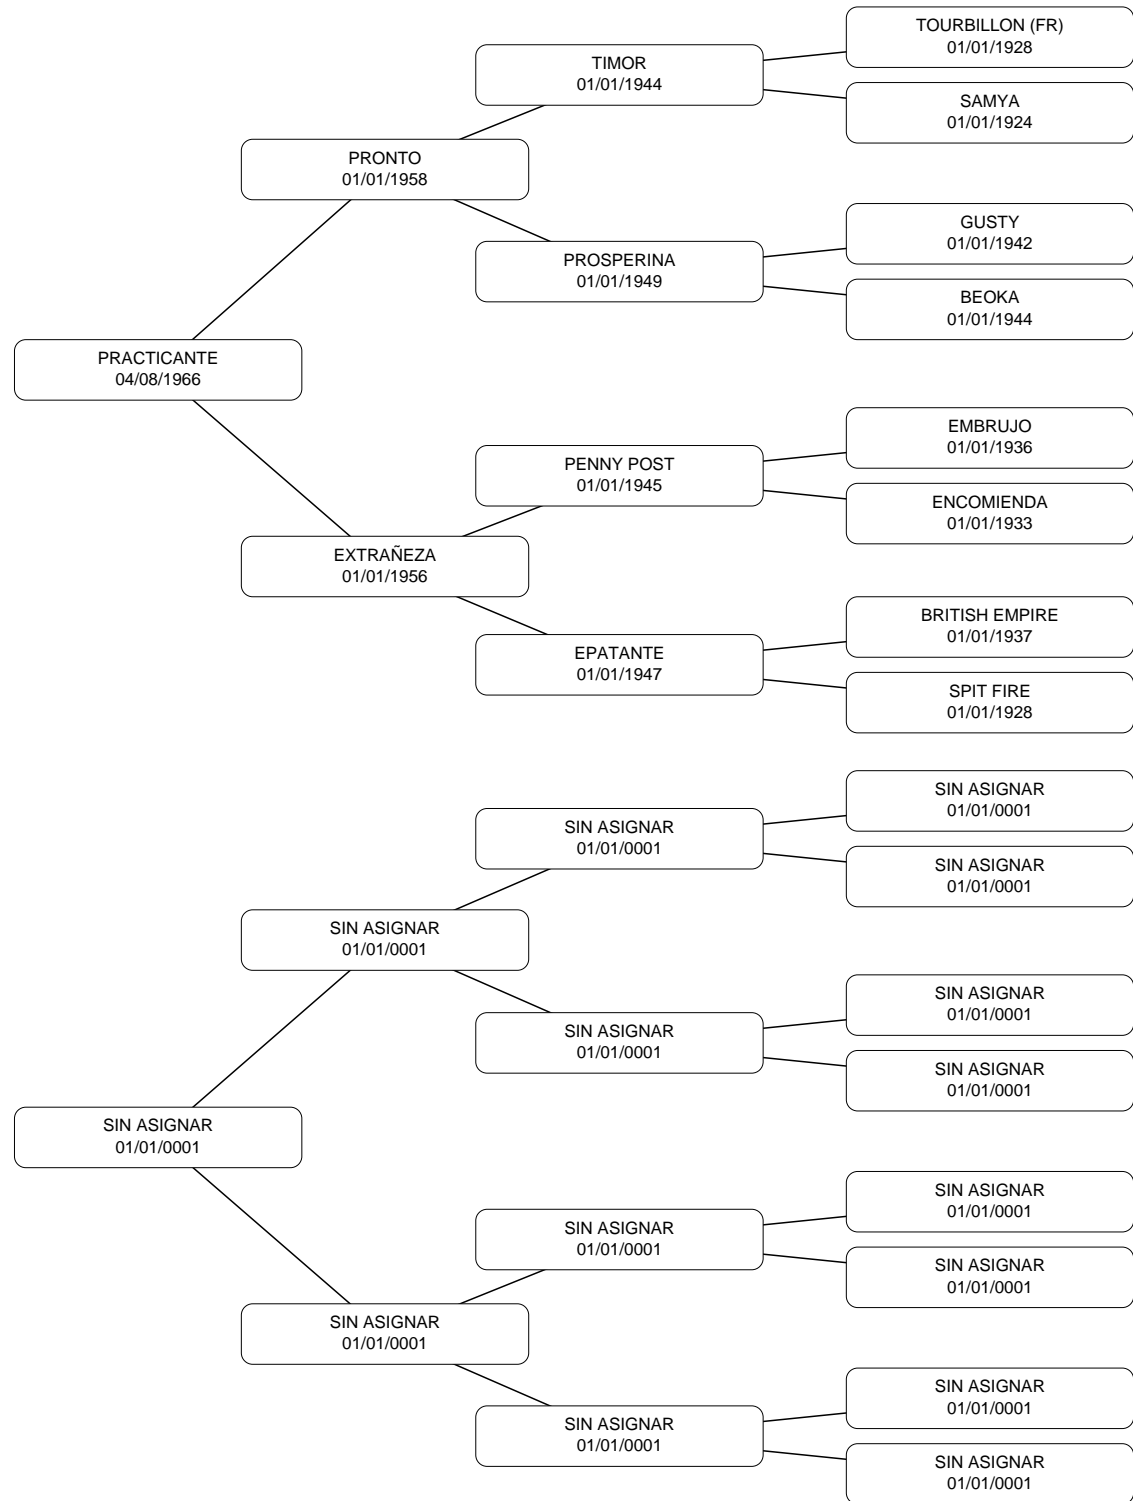 TOURBILLON (FR)
01/01/1928
TIMOR
01/01/1944
SAMYA
01/01/1924
PRONTO
01/01/1958
GUSTY
01/01/1942
PROSPERINA
01/01/1949
BEOKA
01/01/1944
PRACTICANTE
04/08/1966
EMBRUJO
01/01/1936
PENNY POST
01/01/1945
ENCOMIENDA
01/01/1933
EXTRAÑEZA
01/01/1956
BRITISH EMPIRE
01/01/1937
EPATANTE
01/01/1947
SPIT FIRE
01/01/1928
SIN ASIGNAR
01/01/0001
SIN ASIGNAR
01/01/0001
SIN ASIGNAR
01/01/0001
SIN ASIGNAR
01/01/0001
SIN ASIGNAR
01/01/0001
SIN ASIGNAR
01/01/0001
SIN ASIGNAR
01/01/0001
SIN ASIGNAR
01/01/0001
SIN ASIGNAR
01/01/0001
SIN ASIGNAR
01/01/0001
SIN ASIGNAR
01/01/0001
SIN ASIGNAR
01/01/0001
SIN ASIGNAR
01/01/0001
SIN ASIGNAR
01/01/0001
SIN ASIGNAR
01/01/0001